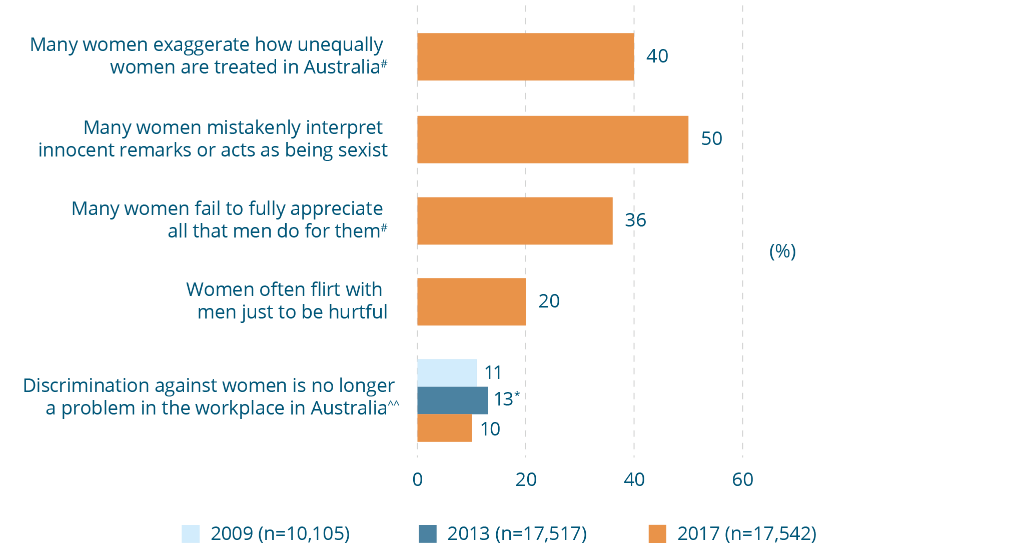 Many women exaggerate how unequally
women are treated in Australia#
40
Many women mistakenly interpret
innocent remarks or acts as being sexist
50
Many women fail to fully appreciate
all that men do for them#
36
(%)
Women often flirt with
men just to be hurtful
20
Discrimination against women is no longer
a problem in the workplace in Australia^^
11
13*
10
0 20 40 60
2009 (n=10,105) 2013 (n=17,517) 2017 (n=17,542)